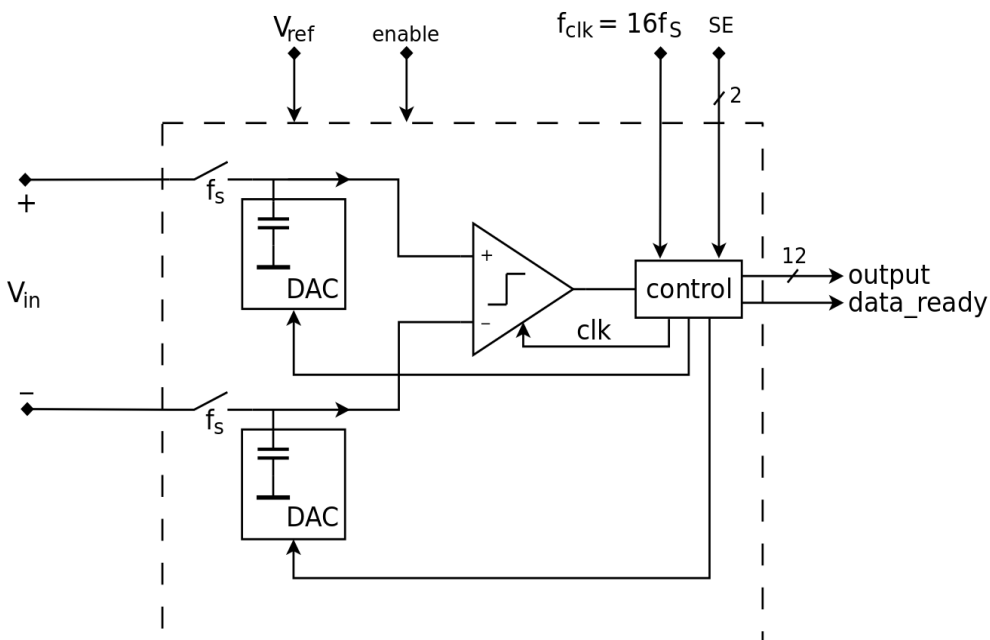 Vref
enable
fclk = 16fS
SE
2
fs
+
DAC
+
12
output
control
Vin
data_ready
−
clk
−
fs
DAC